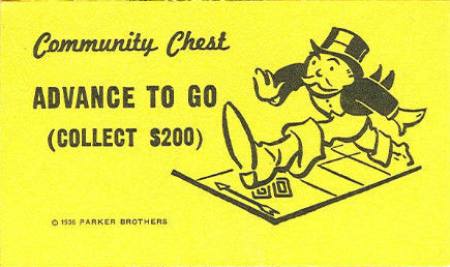 Community Chest
ADVANCE TO GO
(COLLECT $200)
© 1936 PARKER BROTHERS